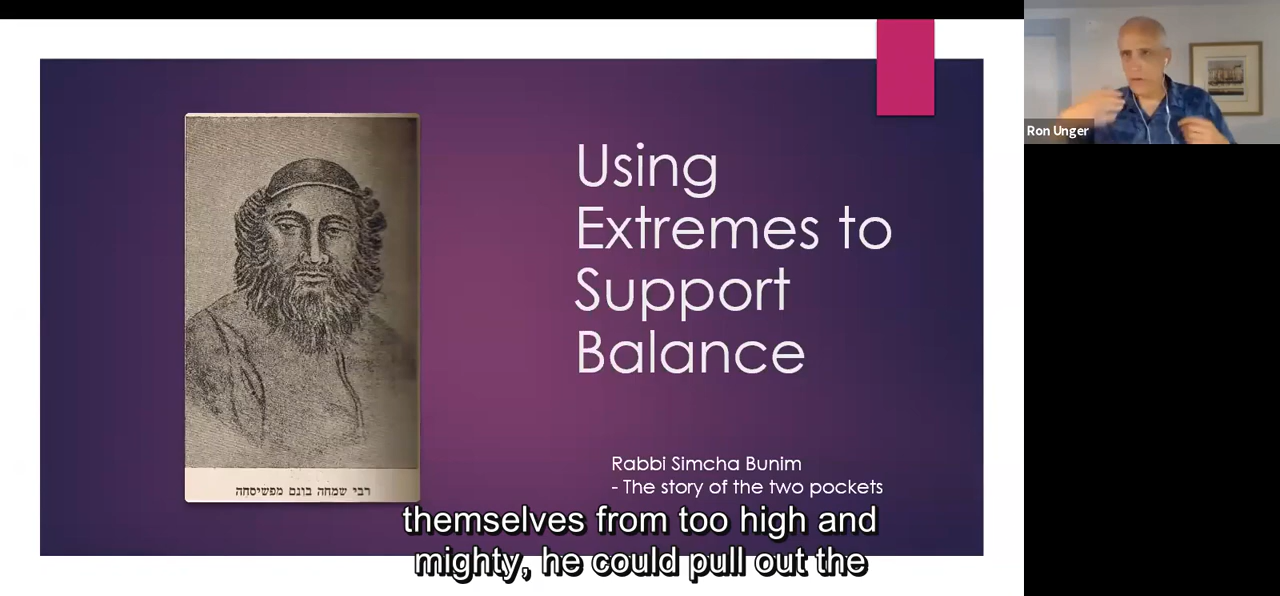 Using
Extremes to
Support
Balance
Rabbi Simcha Bunim
- The story of the two pockets
רבי שמחה בונם מפשיסחה
themselves from too high and
mighty, he could pull out the
Ron Unger